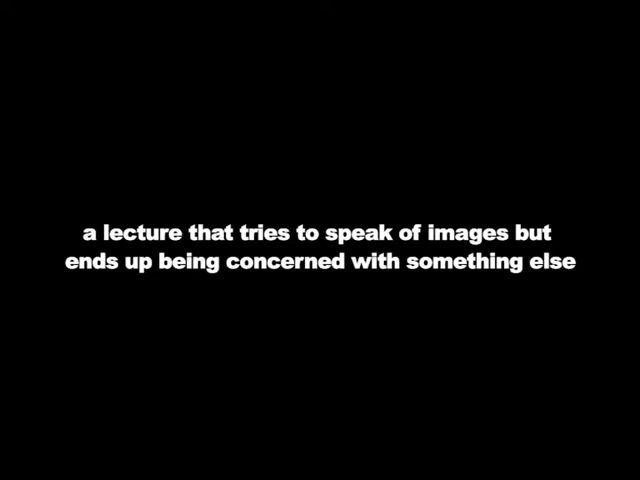 a lecture that tries to speak of images but
ends up being concerned with something else